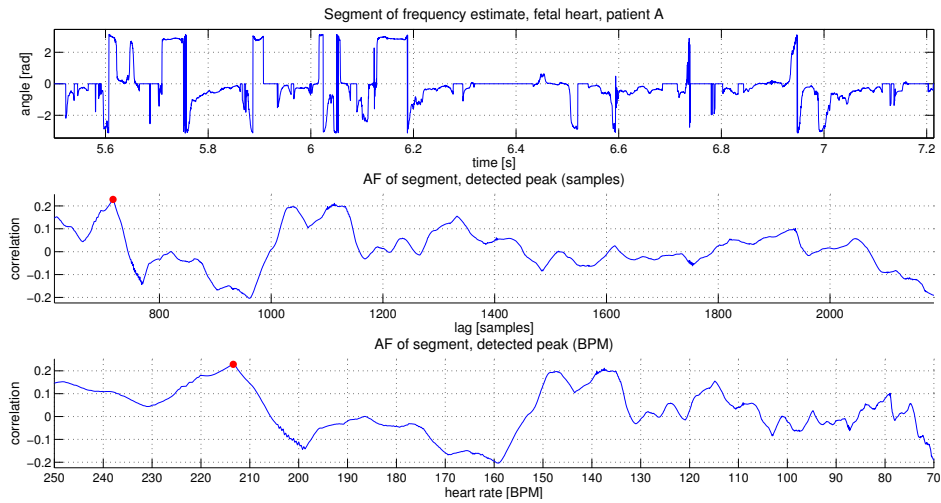 Segment of frequency estimate, fetal heart, patient A
angle [rad]
2
0
−2
5.6 5.8 6 6.2 6.4 6.6 6.8 7 7.2
time [s]
AF of segment, detected peak (samples)
correlation
0.2
0.1
0
−0.1
−0.2
800 1000 1200 1400 1600 1800 2000
lag [samples]
AF of segment, detected peak (BPM)
correlation
0.2
0.1
0
−0.1
−0.2
250 240 230 220 210 200 190 180 170 160 150 140 130 120 110 100 90 80 70
heart rate [BPM]